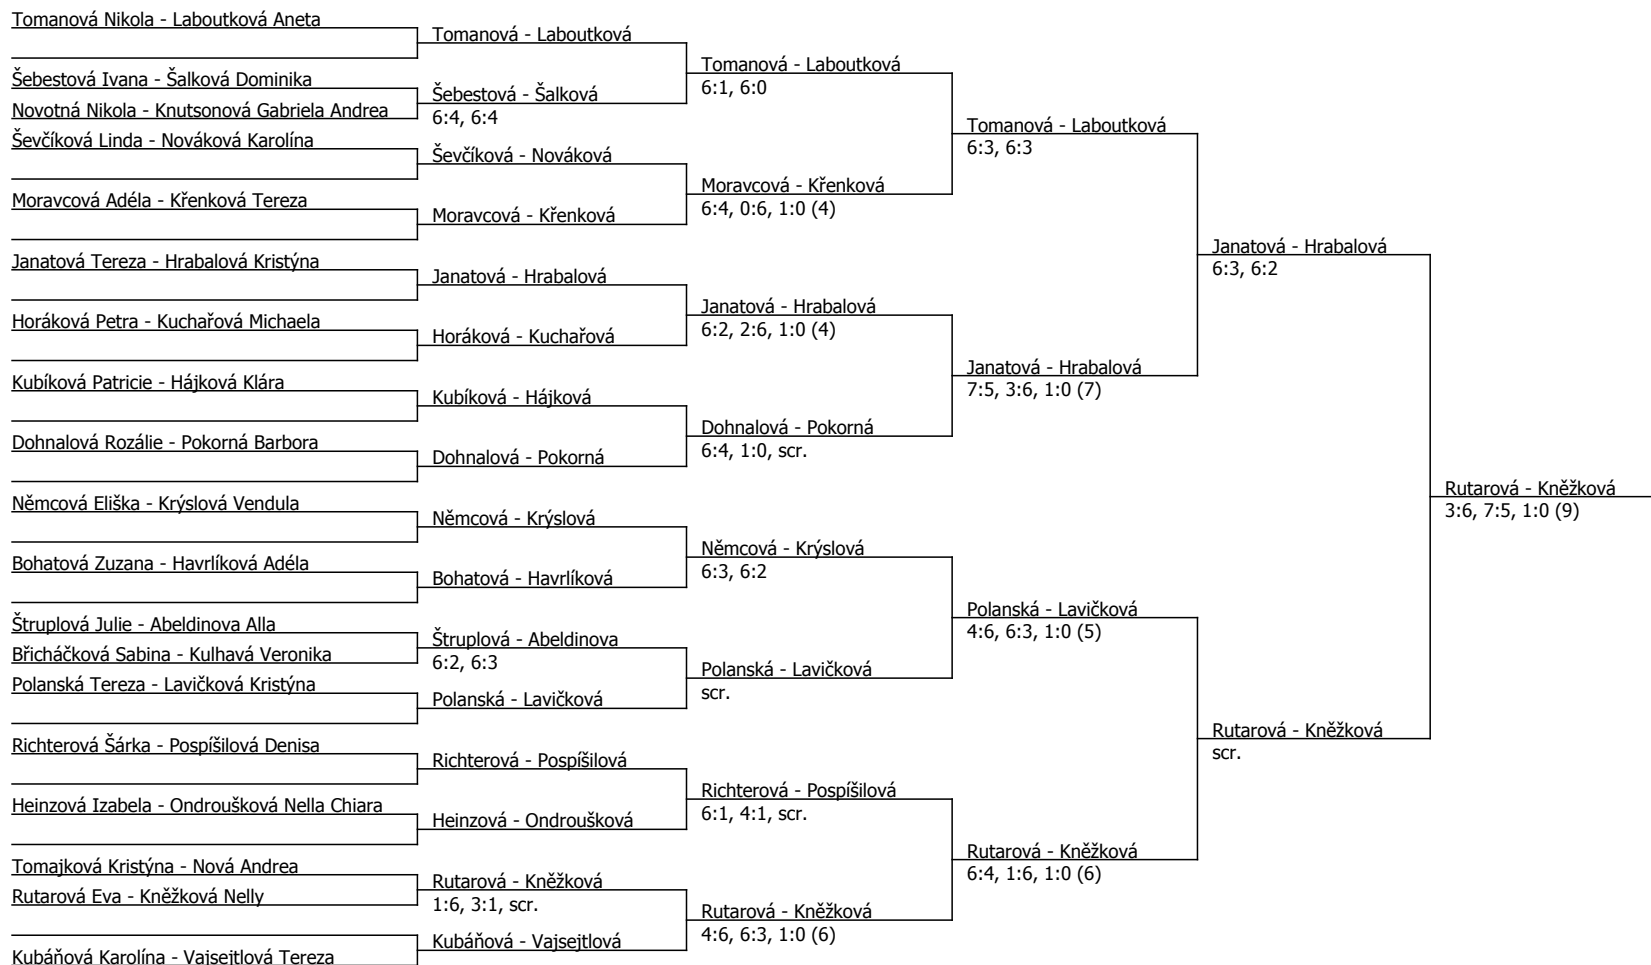 Tomanová Nikola - Laboutková Aneta
Šebestová Ivana - Šalková Dominika
Novotná Nikola - Knutsonová Gabriela Andrea
Ševčíková Linda - Nováková Karolína
Moravcová Adéla - Křenková Tereza
Janatová Tereza - Hrabalová Kristýna
Horáková Petra - Kuchařová Michaela
Kubíková Patricie - Hájková Klára
Dohnalová Rozálie - Pokorná Barbora
Němcová Eliška - Krýslová Vendula
Bohatová Zuzana - Havrlíková Adéla
Štruplová Julie - Abeldinova Alla
Břicháčková Sabina - Kulhavá Veronika
Polanská Tereza - Lavičková Kristýna
Richterová Šárka - Pospíšilová Denisa
Heinzová Izabela - Ondroušková Nella Chiara
Tomajková Kristýna - Nová Andrea
Rutarová Eva - Kněžková Nelly
Kubáňová Karolína - Vajsejtlová Tereza
Tomanová - Laboutková
Šebestová - Šalková
6:4, 6:4
Ševčíková - Nováková
Moravcová - Křenková
Janatová - Hrabalová
Horáková - Kuchařová
Kubíková - Hájková
Dohnalová - Pokorná
Němcová - Krýslová
Bohatová - Havrlíková
Štruplová - Abeldinova
6:2, 6:3
Polanská - Lavičková
Richterová - Pospíšilová
Heinzová - Ondroušková
Rutarová - Kněžková
1:6, 3:1, scr.
Kubáňová - Vajsejtlová
Tomanová - Laboutková
6:1, 6:0
Moravcová - Křenková
6:4, 0:6, 1:0 (4)
Janatová - Hrabalová
6:2, 2:6, 1:0 (4)
Dohnalová - Pokorná
6:4, 1:0, scr.
Němcová - Krýslová
6:3, 6:2
Polanská - Lavičková
scr.
Richterová - Pospíšilová
6:1, 4:1, scr.
Rutarová - Kněžková
4:6, 6:3, 1:0 (6)
Tomanová - Laboutková
6:3, 6:3
Janatová - Hrabalová
7:5, 3:6, 1:0 (7)
Polanská - Lavičková
4:6, 6:3, 1:0 (5)
Rutarová - Kněžková
6:4, 1:6, 1:0 (6)
Janatová - Hrabalová
6:3, 6:2
Rutarová - Kněžková
scr.
Rutarová - Kněžková
3:6, 7:5, 1:0 (9)